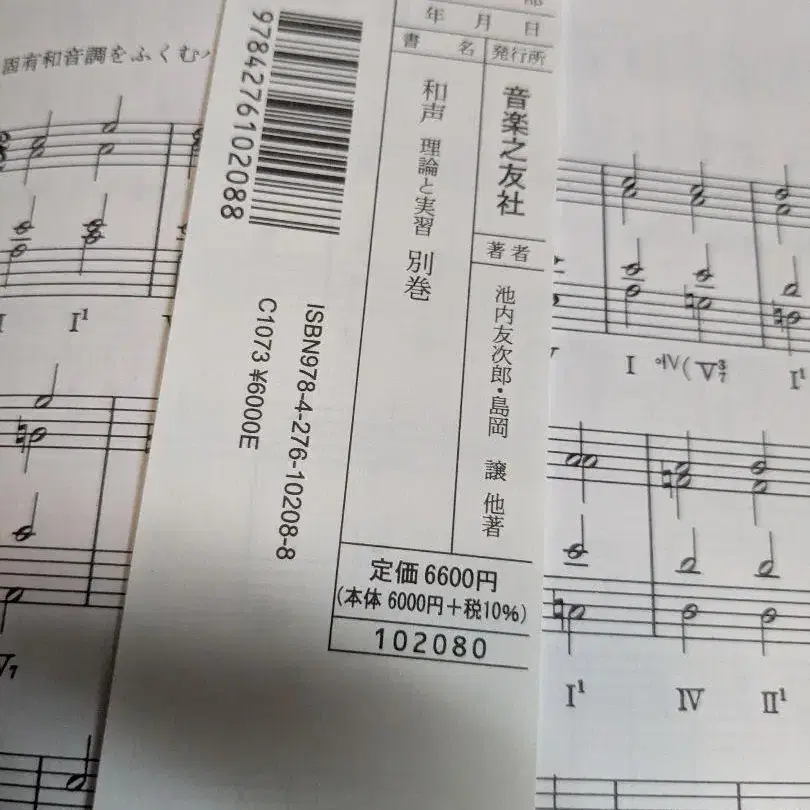 固有和音調をふくむ
年 月 日
書 名
発行所
和声 理論と実習 別巻
音楽之友社
著者
池内友次郎・島岡 譲 他著
定価 6600円
(本体 6000円+税10%)
102080
9784276102088
ISBN978-4-276-10208-8
C1073 ¥6000E
I¹
I
I¹
I¹ IV II¹